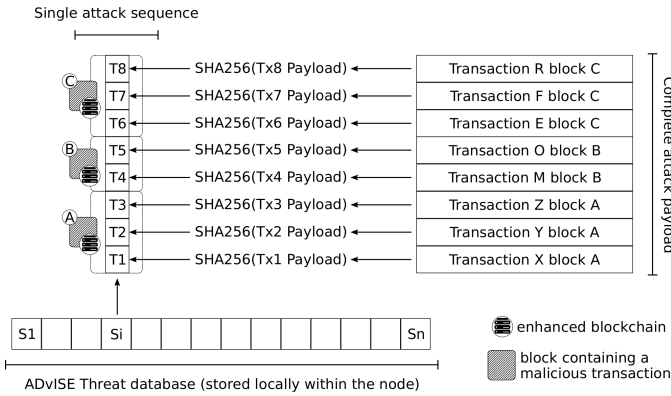 Single attack sequence
C T8 SHA256(Tx8 Payload) Transaction R block C
T7 SHA256(Tx7 Payload) Transaction F block C
T6 SHA256(Tx6 Payload) Transaction E block C
B T5 SHA256(Tx5 Payload) Transaction O block B
T4 SHA256(Tx4 Payload) Transaction M block B
A T3 SHA256(Tx3 Payload) Transaction Z block A
T2 SHA256(Tx2 Payload) Transaction Y block A
T1 SHA256(Tx1 Payload) Transaction X block A
Complete attack payload
S1 Si Sn
ADvISE Threat database (stored locally within the node)
enhanced blockchain
block containing a
malicious transaction